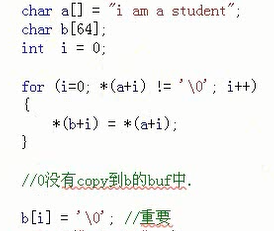 char a[] = "i am a student";
char b[64];
int  i = 0;
for (i=0; *(a+i) != '\0'; i++)
{
    *(b+i) = *(a+i);
}
//0没有copy到b的buf中.
b[i] = '\0'; //重要